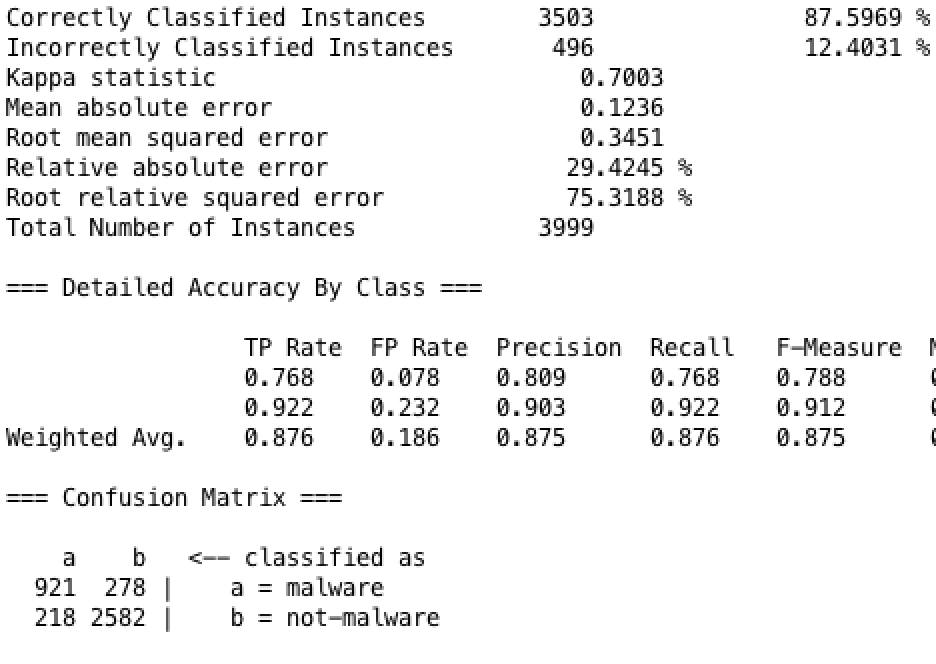 Correctly Classified Instances 3503 87.5969 %
Incorrectly Classified Instances 496 12.4031 %
Kappa statistic 0.7003
Mean absolute error 0.1236
Root mean squared error 0.3451
Relative absolute error 29.4245 %
Root relative squared error 75.3188 %
Total Number of Instances 3999
=== Detailed Accuracy By Class ===
TP Rate FP Rate Precision Recall F-Measure
0.768 0.078 0.809 0.768 0.788
0.922 0.232 0.903 0.922 0.912
Weighted Avg. 0.876 0.186 0.875 0.876 0.875
=== Confusion Matrix ===
a b <-- classified as
921 278 | a = malware
218 2582 | b = not-malware